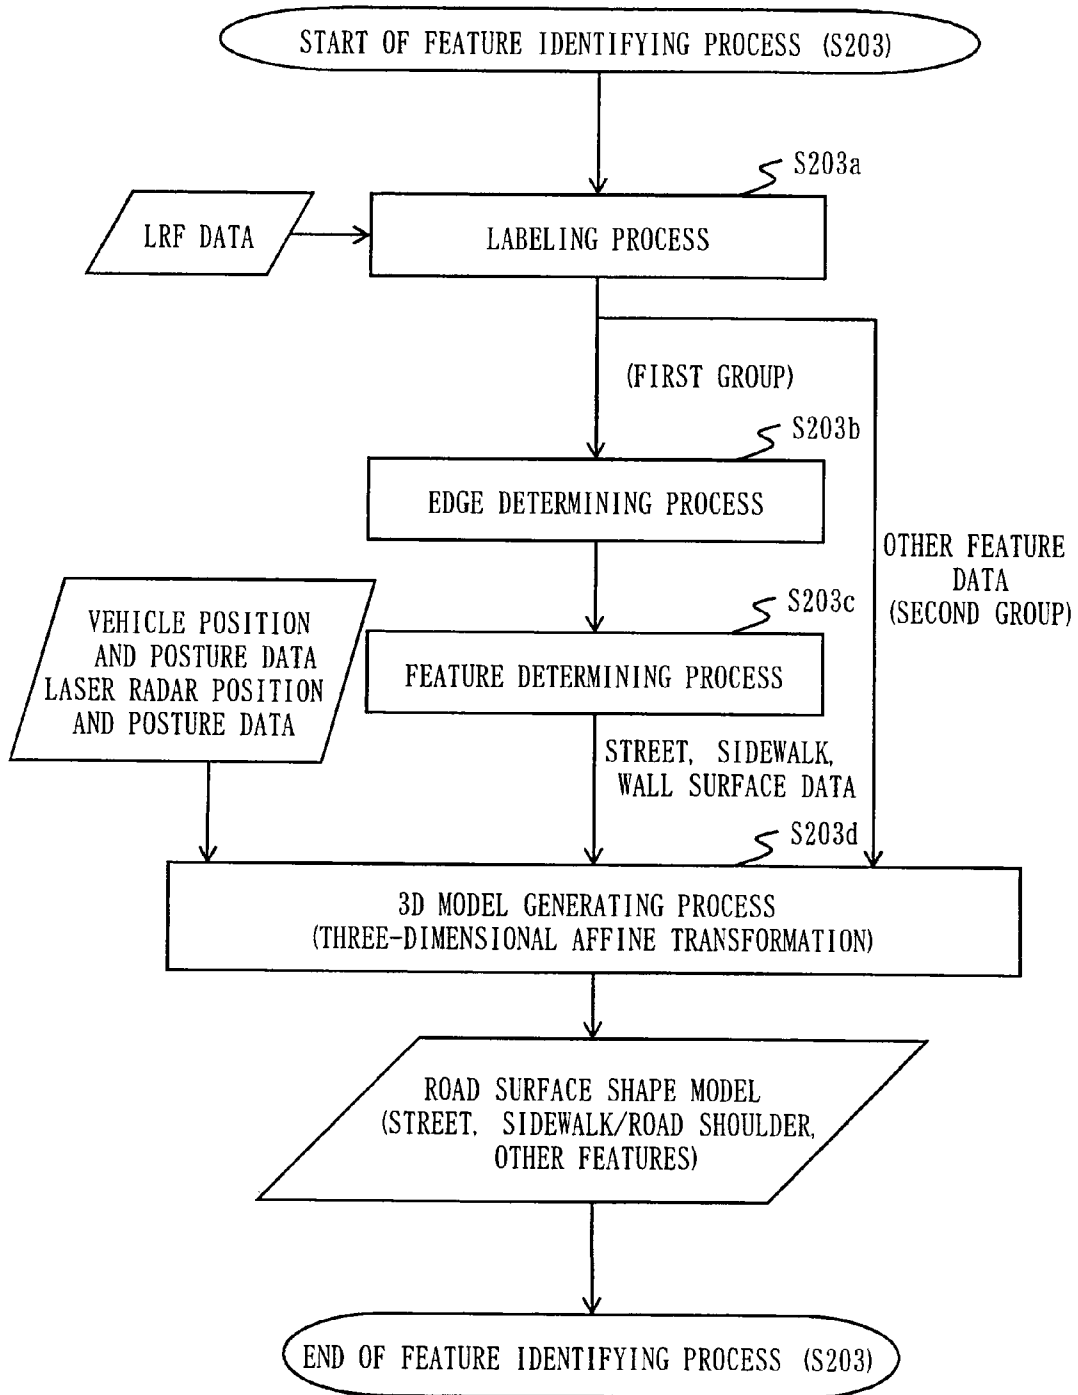 START OF FEATURE IDENTIFYING PROCESS (S203)
S203a
LRF DATA
LABELING PROCESS
(FIRST GROUP)
S203b
EDGE DETERMINING PROCESS
OTHER FEATURE
DATA
(SECOND GROUP)
S203c
VEHICLE POSITION
AND POSTURE DATA
LASER RADAR POSITION
AND POSTURE DATA
FEATURE DETERMINING PROCESS
STREET, SIDEWALK,
WALL SURFACE DATA
S203d
3D MODEL GENERATING PROCESS
(THREE-DIMENSIONAL AFFINE TRANSFORMATION)
ROAD SURFACE SHAPE MODEL
(STREET, SIDEWALK/ROAD SHOULDER,
OTHER FEATURES)
END OF FEATURE IDENTIFYING PROCESS (S203)